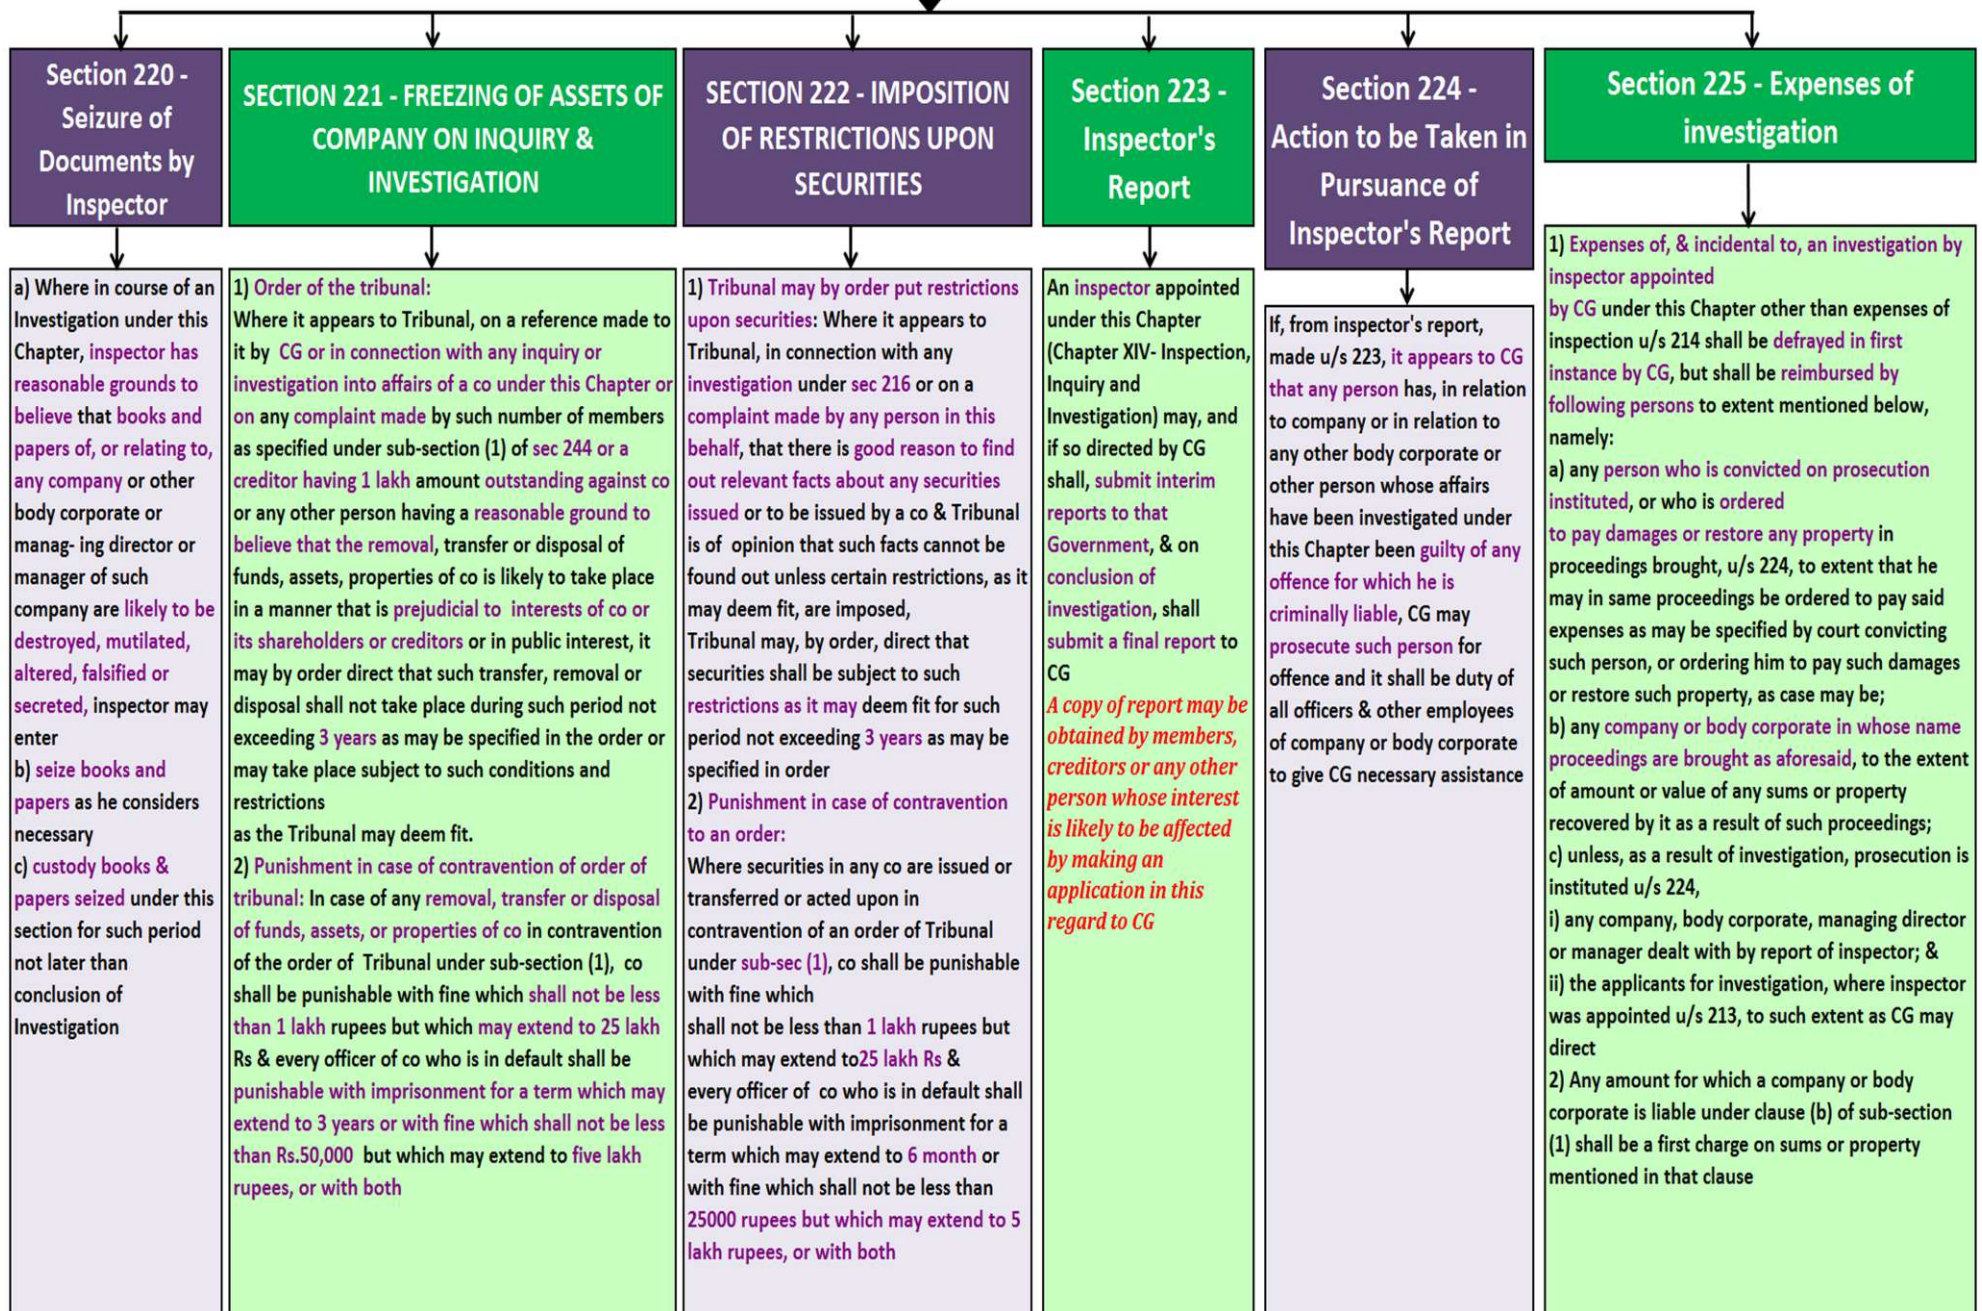 Section 220 -
Seizure of
Documents by
Inspector
a) Where in course of an
Investigation under this
Chapter, inspector has
reasonable grounds to
believe that books and
papers of, or relating to,
any company or other
body corporate or
manag- ing director or
manager of such
company are likely to be
destroyed, mutilated,
altered, falsified or
secreted, inspector may
enter
b) seize books and
papers as he considers
necessary
c) custody books &
papers seized under this
section for such period
not later than
conclusion of
Investigation
SECTION 221 - FREEZING OF ASSETS OF
COMPANY ON INQUIRY &
INVESTIGATION
1) Order of the tribunal:
Where it appears to Tribunal, on a reference made to
it by CG or in connection with any inquiry or
investigation into affairs of a co under this Chapter or
on any complaint made by such number of members
as specified under sub-section (1) of sec 244 or a
creditor having 1 lakh amount outstanding against co
or any other person having a reasonable ground to
believe that the removal, transfer or disposal of
funds, assets, properties of co is likely to take place
in a manner that is prejudicial to interests of co or
its shareholders or creditors or in public interest, it
may by order direct that such transfer, removal or
disposal shall not take place during such period not
exceeding 3 years as may be specified in the order or
may take place subject to such conditions and
restrictions
as the Tribunal may deem fit.
2) Punishment in case of contravention of order of
tribunal: In case of any removal, transfer or disposal
of funds, assets, or properties of co in contravention
of the order of Tribunal under sub-section (1), co
shall be punishable with fine which shall not be less
than 1 lakh rupees but which may extend to 25 lakh
Rs & every officer of co who is in default shall be
punishable with imprisonment for a term which may
extend to 3 years or with fine which shall not be less
than Rs.50,000 but which may extend to five lakh
rupees, or with both
SECTION 222 - IMPOSITION
OF RESTRICTIONS UPON
SECURITIES
1) Tribunal may by order put restrictions
upon securities: Where it appears to
Tribunal, in connection with any
investigation under sec 216 or on a
complaint made by any person in this
behalf, that there is good reason to find
out relevant facts about any securities
issued or to be issued by a co & Tribunal
is of opinion that such facts cannot be
found out unless certain restrictions, as it
may deem fit, are imposed,
Tribunal may, by order, direct that
securities shall be subject to such
restrictions as it may deem fit for such
period not exceeding 3 years as may be
specified in order
2) Punishment in case of contravention
to an order:
Where securities in any co are issued or
transferred or acted upon in
contravention of an order of Tribunal
under sub-sec (1), co shall be punishable
with fine which
shall not be less than 1 lakh rupees but
which may extend to25 lakh Rs &
every officer of co who is in default shall
be punishable with imprisonment for a
term which may extend to 6 month or
with fine which shall not be less than
25000 rupees but which may extend to 5
lakh rupees, or with both
Section 223 -
Inspector's
Report
An inspector appointed
under this Chapter
(Chapter XIV- Inspection,
Inquiry and
Investigation) may, and
if so directed by CG
shall, submit interim
reports to that
Government, & on
conclusion of
investigation, shall
submit a final report to
CG
A copy of report may be
obtained by members,
creditors or any other
person whose interest
is likely to be affected
by making an
application in this
regard to CG
Section 224 -
Action to be Taken in
Pursuance of
Inspector's Report
If, from inspector's report,
made u/s 223, it appears to CG
that any person has, in relation
to company or in relation to
any other body corporate or
other person whose affairs
have been investigated under
this Chapter been guilty of any
offence for which he is
criminally liable, CG may
prosecute such person for
offence and it shall be duty of
all officers & other employees
of company or body corporate
to give CG necessary assistance
Section 225 - Expenses of
investigation
1) Expenses of, & incidental to, an investigation by
inspector appointed
by CG under this Chapter other than expenses of
inspection u/s 214 shall be defrayed in first
instance by CG, but shall be reimbursed by
following persons to extent mentioned below,
namely:
a) any person who is convicted on prosecution
instituted, or who is ordered
to pay damages or restore any property in
proceedings brought, u/s 224, to extent that he
may in same proceedings be ordered to pay said
expenses as may be specified by court convicting
such person, or ordering him to pay such damages
or restore such property, as case may be;
b) any company or body corporate in whose name
proceedings are brought as aforesaid, to the extent
of amount or value of any sums or property
recovered by it as a result of such proceedings;
c) unless, as a result of investigation, prosecution is
instituted u/s 224,
i) any company, body corporate, managing director
or manager dealt with by report of inspector; &
ii) the applicants for investigation, where inspector
was appointed u/s 213, to such extent as CG may
direct
2) Any amount for which a company or body
corporate is liable under clause (b) of sub-section
(1) shall be a first charge on sums or property
mentioned in that clause